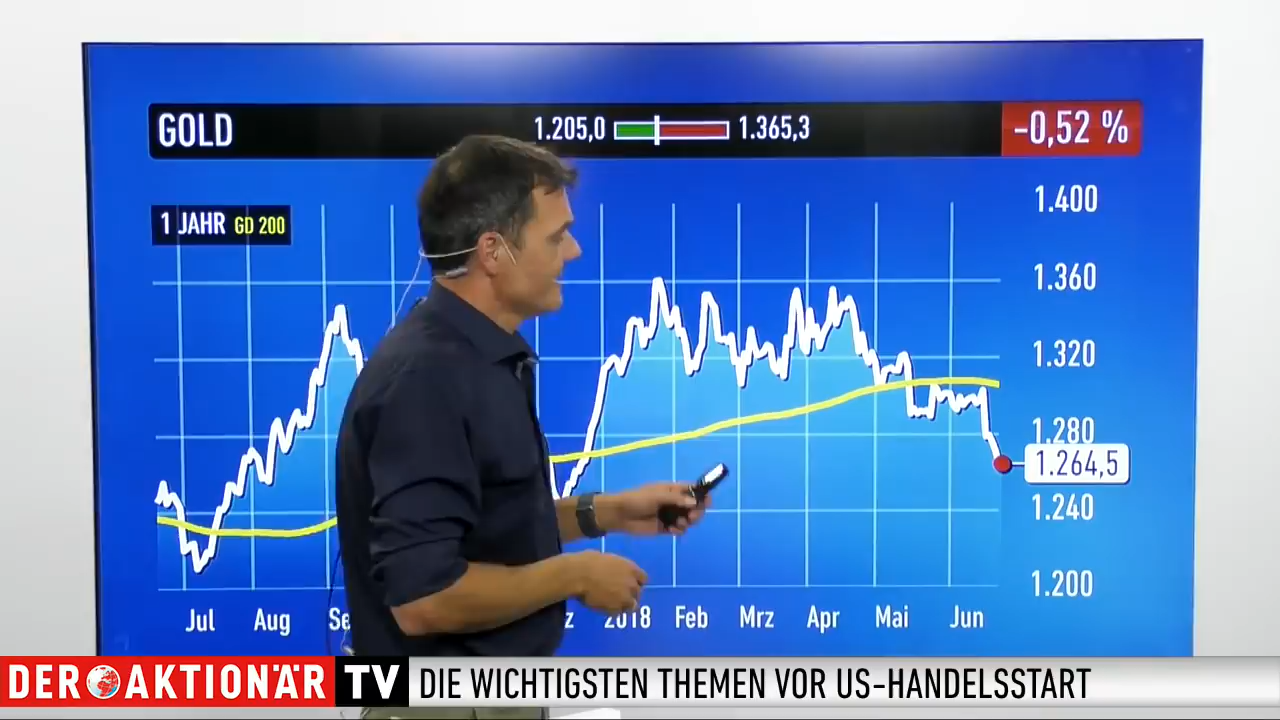 GOLD 1.205,0 1.365,3 -0,52 %
1 JAHR GD 200
1.400
1.360
1.320
1.280
1.264,5
1.240
1.200
Jul Aug 2018 Feb Mrz Apr Mai Jun
DER AKTIONÄR TV DIE WICHTIGSTEN THEMEN VOR US-HANDELSSTART